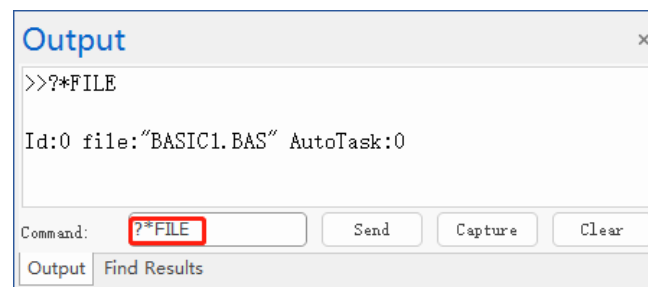 Output
>>?*FILE
Id:0 file:"BASIC1.BAS" AutoTask:0
Command: ?*FILE Send Capture Clear
Output Find Results